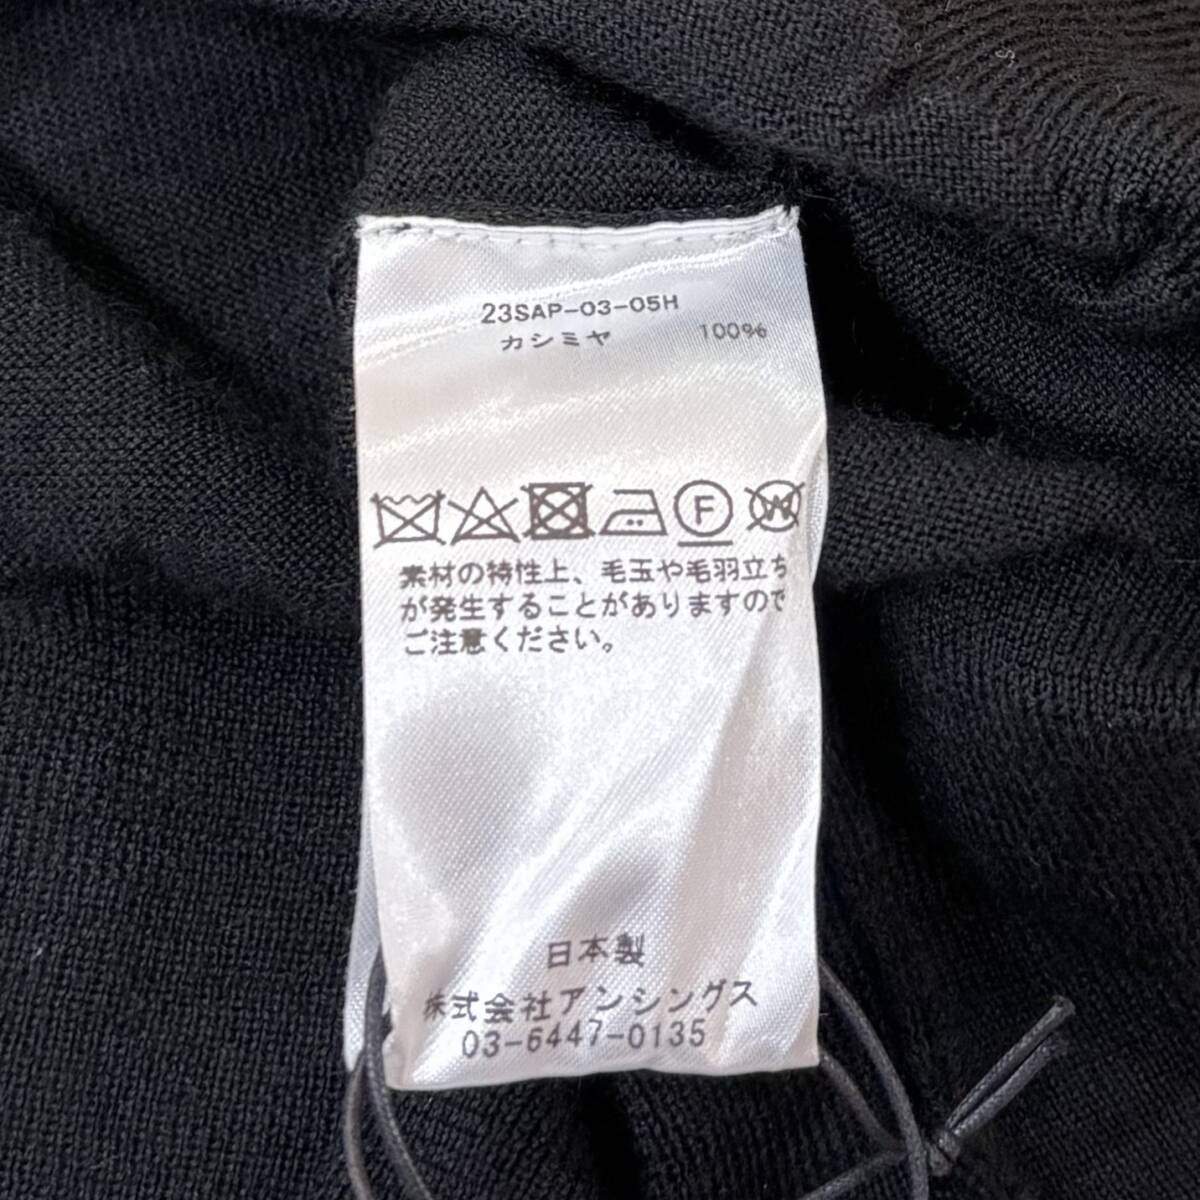 23SAP-03-05H
カシミヤ 100%
F W
素材の特性上、毛玉や毛羽立ち
が発生することがありますので
ご注意ください。
日本製
株式会社アンシングス
03-6447-0135